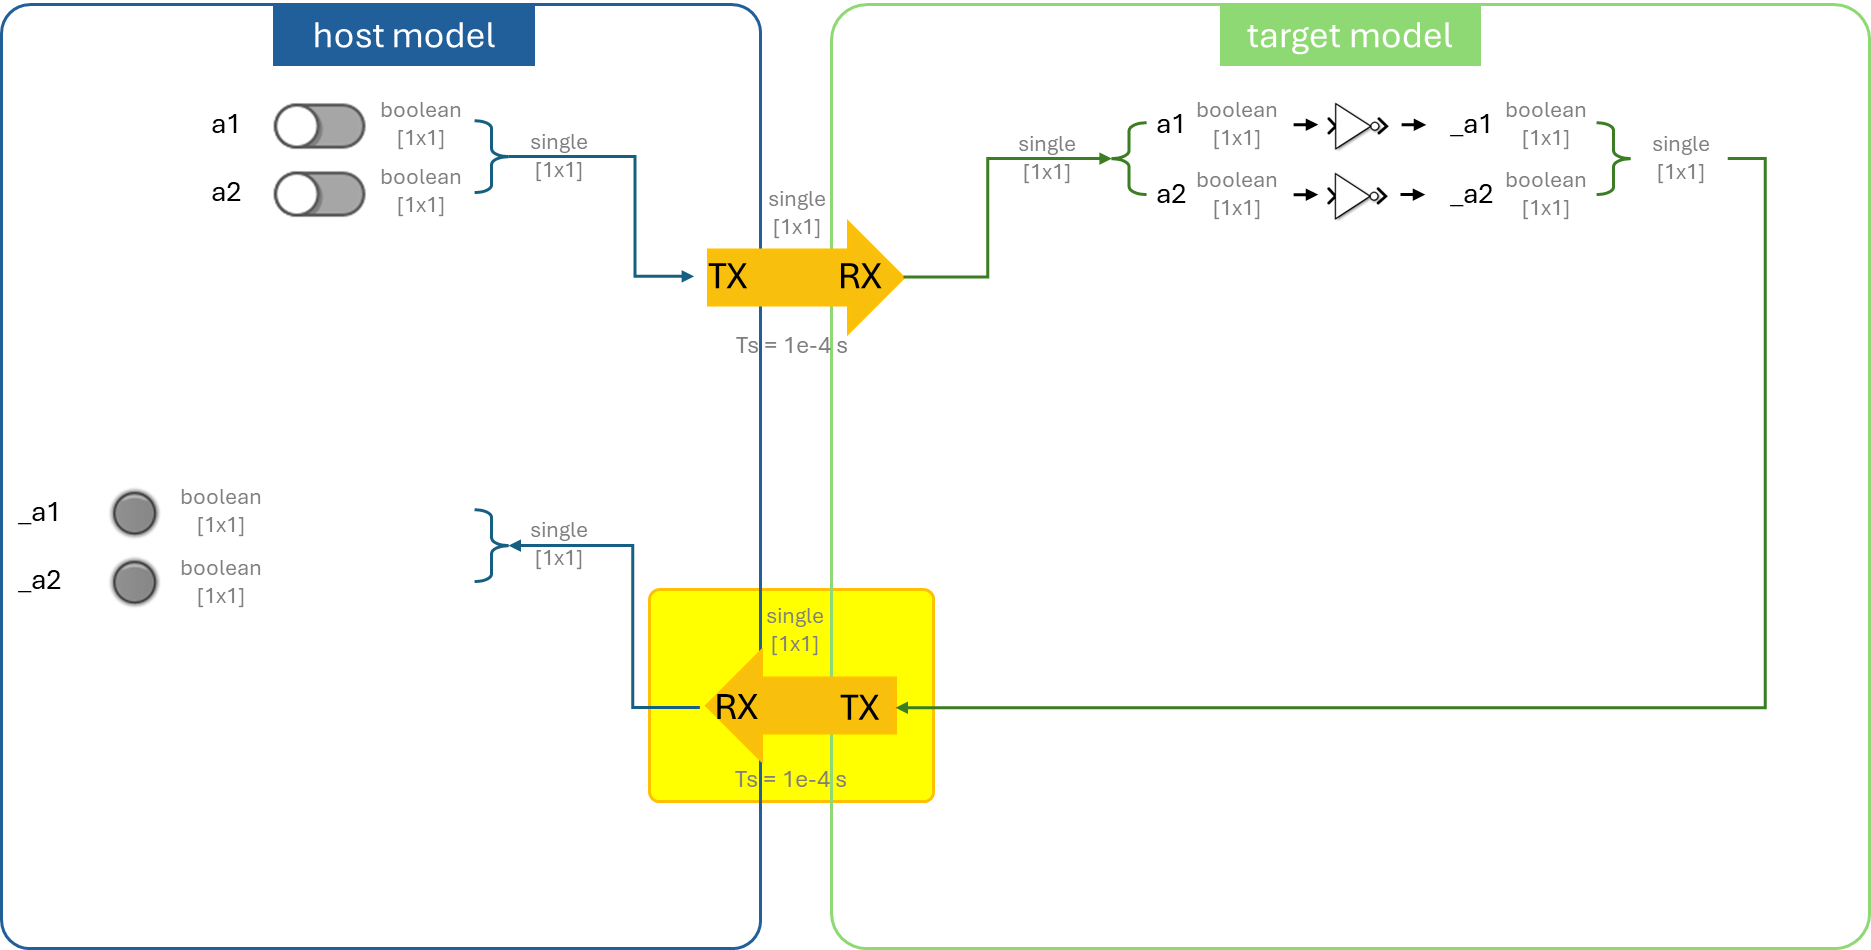 host model
target model
a1
boolean
[1x1]
a2
boolean
[1x1]
single
[1x1]
single
[1x1]
TX
RX
Ts = 1e-4 s
single
[1x1]
a1
boolean
[1x1]
_a1
boolean
[1x1]
a2
boolean
[1x1]
_a2
boolean
[1x1]
single
[1x1]
_a1
boolean
[1x1]
_a2
boolean
[1x1]
single
[1x1]
single
[1x1]
RX
TX
Ts = 1e-4 s